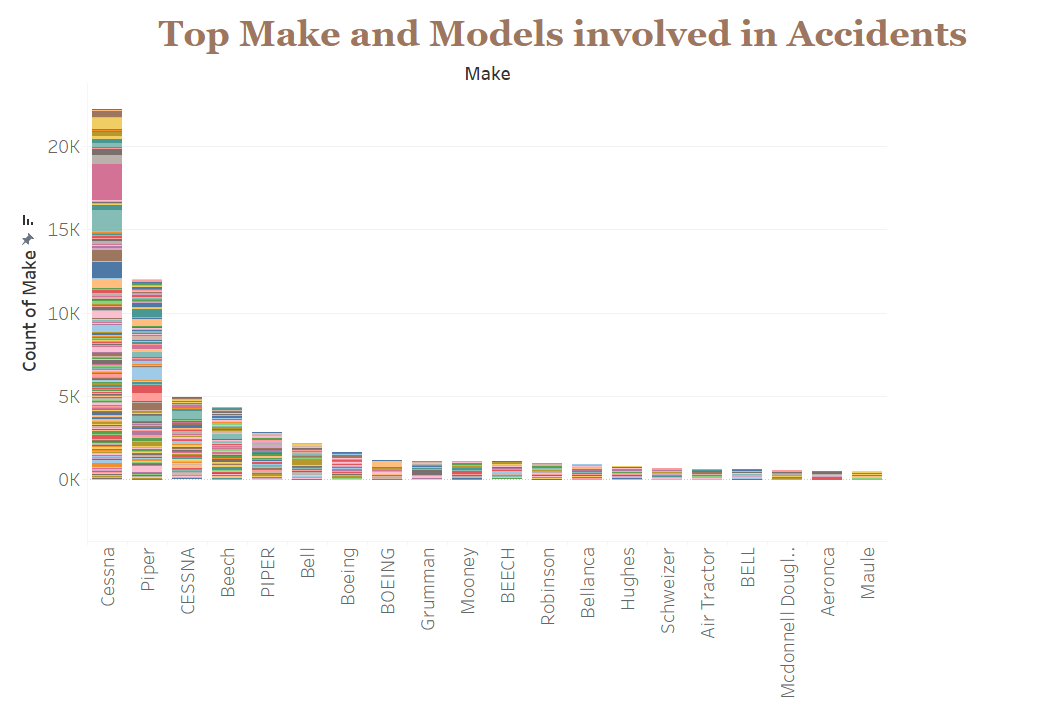 Top Make and Models involved in Accidents
Make
Count of Make
20K
15K
10K
5K
0K
Cessna
Piper
CESSNA
Beech
PIPER
Bell
Boeing
BOEING
Grumman
Mooney
BEECH
Robinson
Bellanca
Hughes
Schweizer
Air Tractor
BELL
Mcdonnell Dougl..
Aeronca
Maule